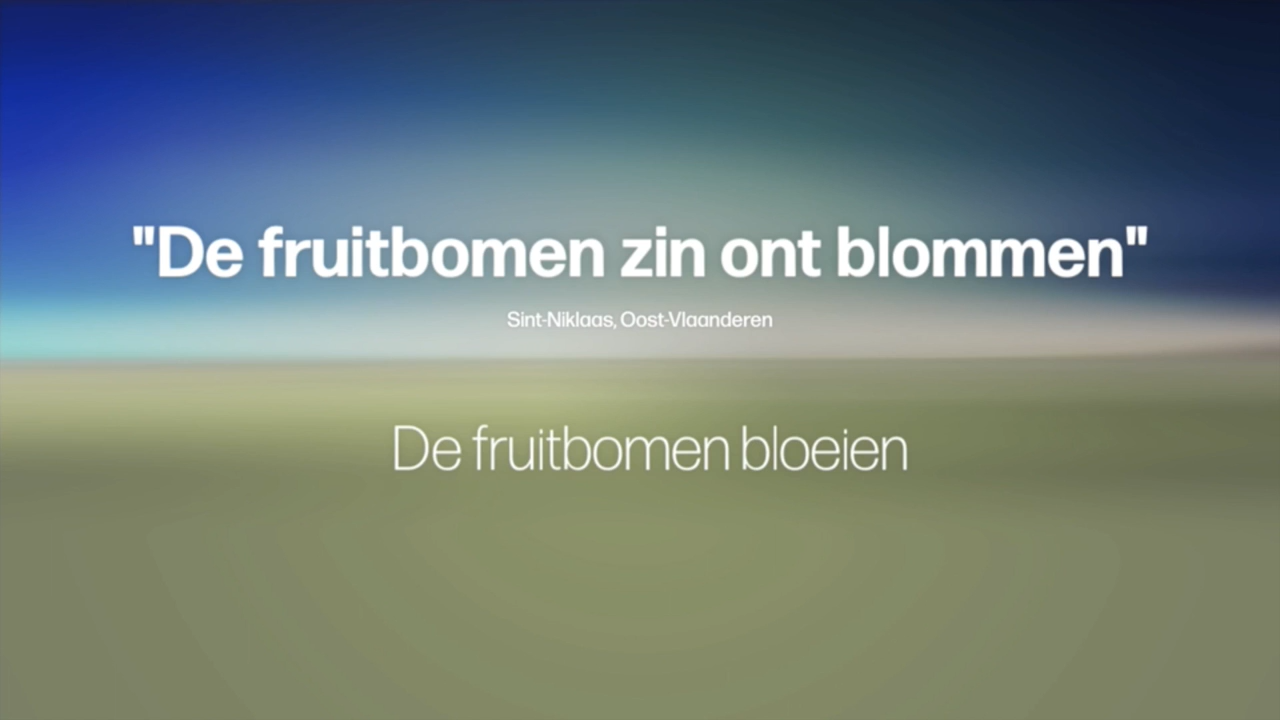 "De fruitbomen zin ont blommen"
Sint-Niklaas, Oost-Vlaanderen
De fruitbomen bloeien